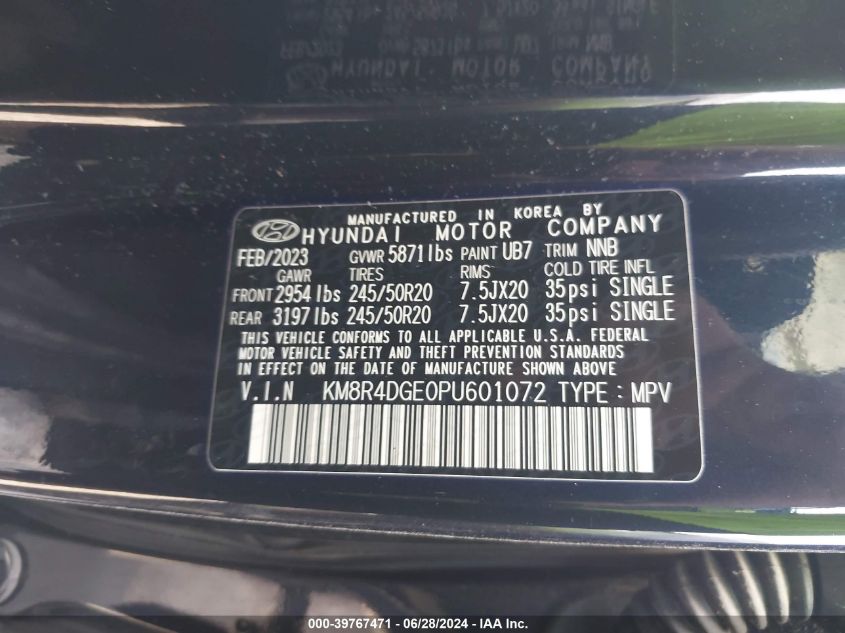 MANUFACTURED IN KOREA BY
HYUNDAI MOTOR COMPANY
FEB/2023 GVWR 5871lbs PAINT UB7 TRIM NNB
GAWR TIRES RIMS COLD TIRE INFL
FRONT 2954lbs 245/50R20 7.5JX20 35psi SINGLE
REAR 3197lbs 245/50R20 7.5JX20 35psi SINGLE
THIS VEHICLE CONFORMS TO ALL APPLICABLE U.S.A. FEDERAL
MOTOR VEHICLE SAFETY AND THEFT PREVENTION STANDARDS
IN EFFECT ON THE DATE OF MANUFACTURE SHOWN ABOVE
V.I.N KM8R4DGE0PU601072 TYPE : MPV
000-39767471 - 06/28/2024 - IAA Inc.